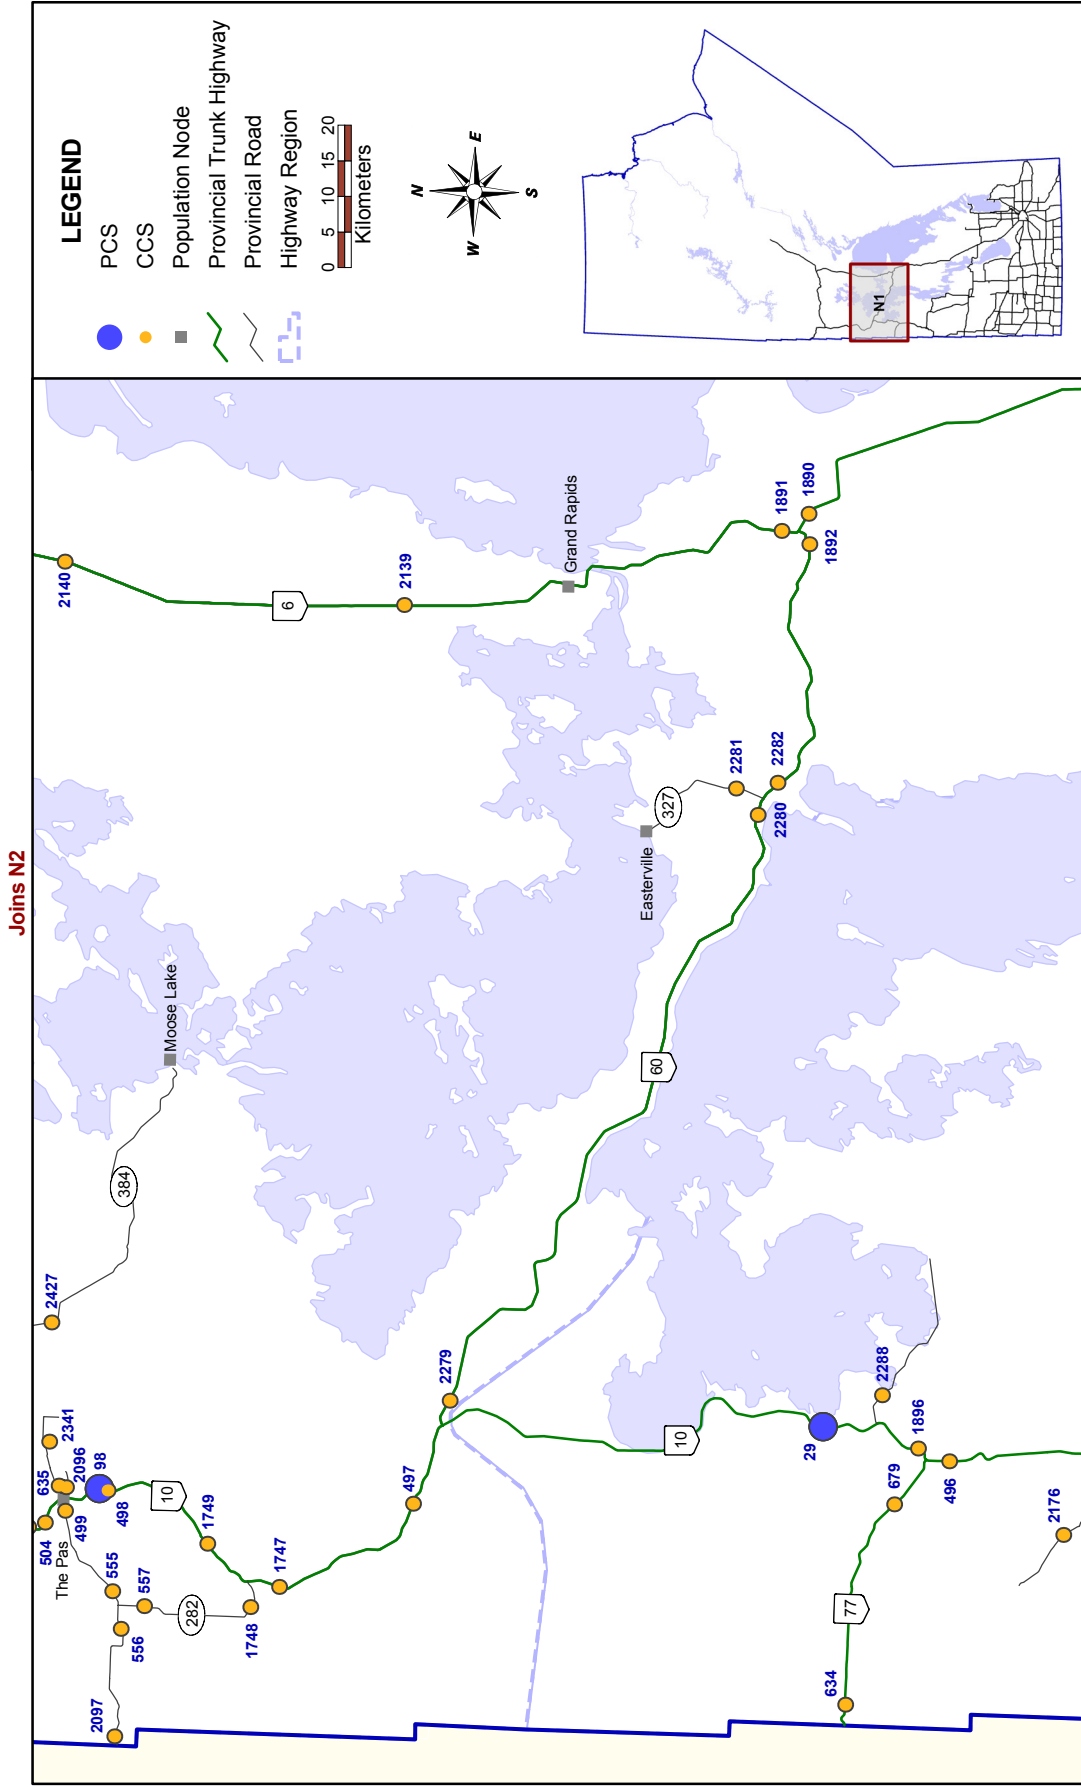 Joins N2
LEGEND
PCS
CCS
Population Node
Provincial Trunk Highway
Provincial Road
Highway Region
0 5 10 15 20
Kilometers
N
W
E
S
N1
2140
6
2139
Grand Rapids
1891
1890
1892
2281
2282
2280
327
Easterville
Moose Lake
384
60
2427
2279
2341
635
2096
98
504
499
498
The Pas
10
1749
555
557
556
282
1747
1748
2097
497
10
29
2288
1896
679
496
2176
77
634